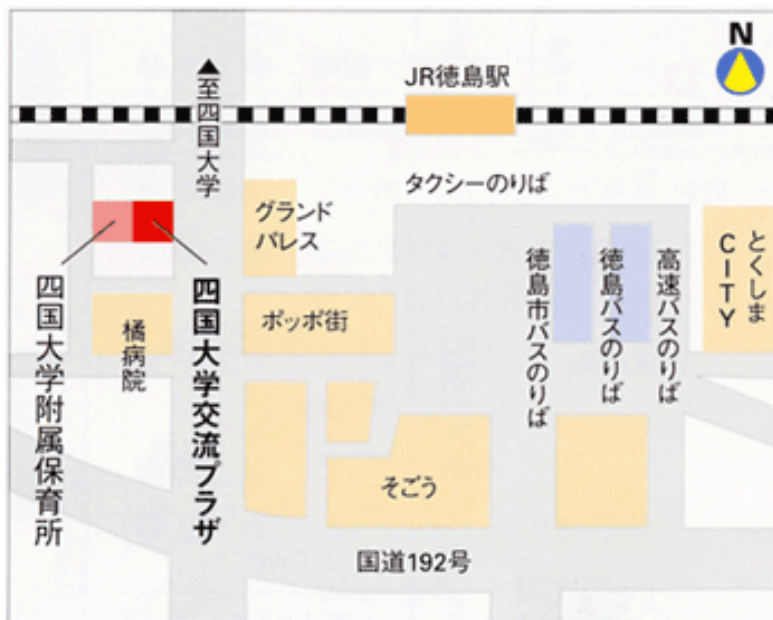 N
JR徳島駅
▲至四国大学
タクシーのりば
グランド
パレス
ポッポ街
橘病院
四国大学附属保育所
四国大学交流プラザ
徳島市バスのりば
徳島バスのりば
高速バスのりば
とくしま
CITY
そごう
国道192号